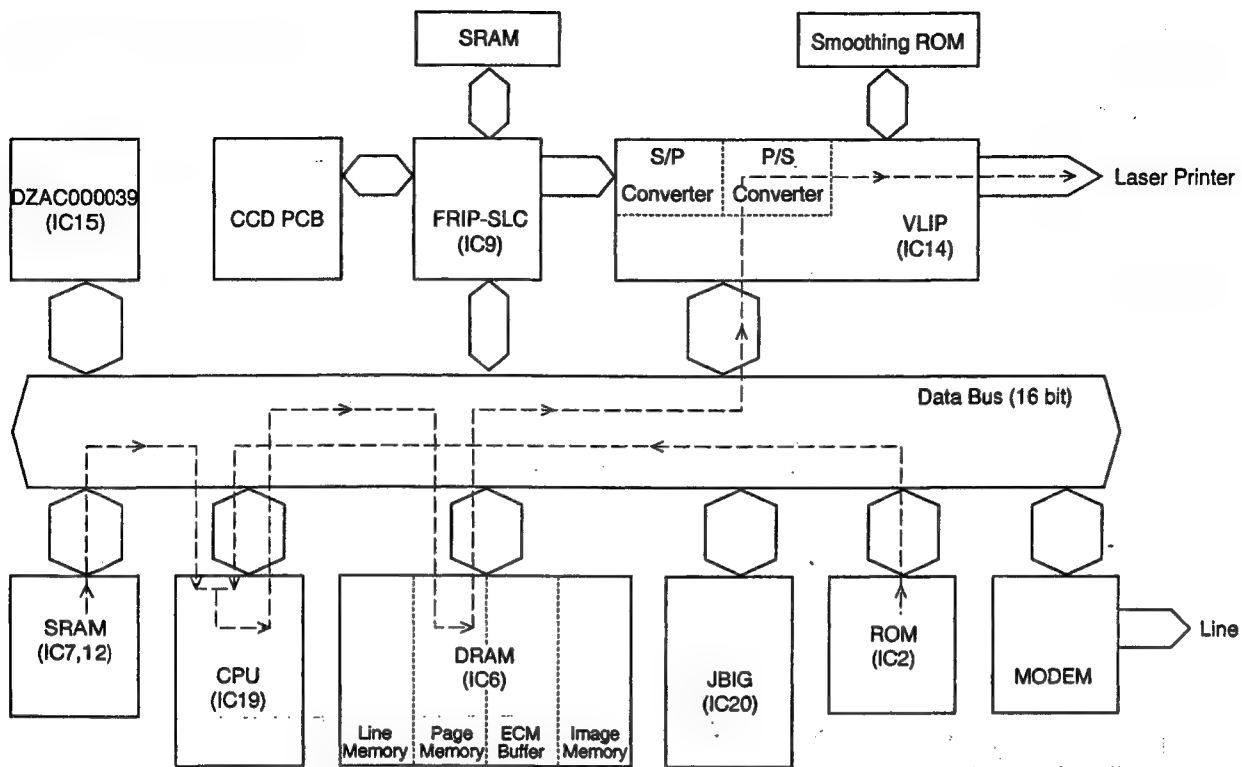 SRAM
Smoothing ROM
DZAC000039
(IC15)
CCD PCB
FRIP-SLC
(IC9)
S/P
Converter
P/S
Converter
VLIP
(IC14)
Laser Printer
Data Bus (16 bit)
SRAM
(IC7,12)
CPU
(IC19)
DRAM
(IC6)
Line
Memory
Page
Memory
ECM
Buffer
Image
Memory
JBIG
(IC20)
ROM
(IC2)
MODEM
Line